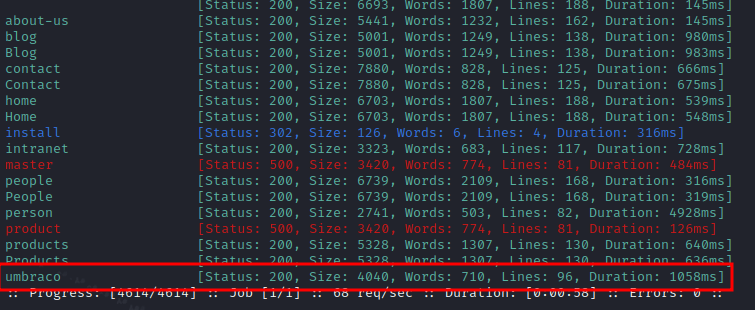 [Status: 200, Size: 6693, Words: 1807, Lines: 188, Duration: 145ms]
about-us [Status: 200, Size: 5441, Words: 1232, Lines: 162, Duration: 145ms]
blog [Status: 200, Size: 5001, Words: 1249, Lines: 138, Duration: 980ms]
Blog [Status: 200, Size: 5001, Words: 1249, Lines: 138, Duration: 983ms]
contact [Status: 200, Size: 7880, Words: 828, Lines: 125, Duration: 666ms]
Contact [Status: 200, Size: 7880, Words: 828, Lines: 125, Duration: 675ms]
home [Status: 200, Size: 6703, Words: 1807, Lines: 188, Duration: 539ms]
Home [Status: 200, Size: 6703, Words: 1807, Lines: 188, Duration: 548ms]
install [Status: 302, Size: 126, Words: 6, Lines: 4, Duration: 316ms]
intranet [Status: 200, Size: 3323, Words: 683, Lines: 117, Duration: 728ms]
master [Status: 500, Size: 3420, Words: 774, Lines: 81, Duration: 484ms]
people [Status: 200, Size: 6739, Words: 2109, Lines: 168, Duration: 316ms]
People [Status: 200, Size: 6739, Words: 2109, Lines: 168, Duration: 319ms]
person [Status: 200, Size: 2741, Words: 503, Lines: 82, Duration: 4928ms]
product [Status: 500, Size: 3420, Words: 774, Lines: 81, Duration: 126ms]
products [Status: 200, Size: 5328, Words: 1307, Lines: 130, Duration: 640ms]
Products [Status: 200, Size: 5328, Words: 1307, Lines: 130, Duration: 636ms]
umbraco [Status: 200, Size: 4040, Words: 710, Lines: 96, Duration: 1058ms]
:: Progress: [4614/4614] :: Job [1/1] :: 68 req/sec :: Duration: [0:00:58] :: Errors: 0 ::